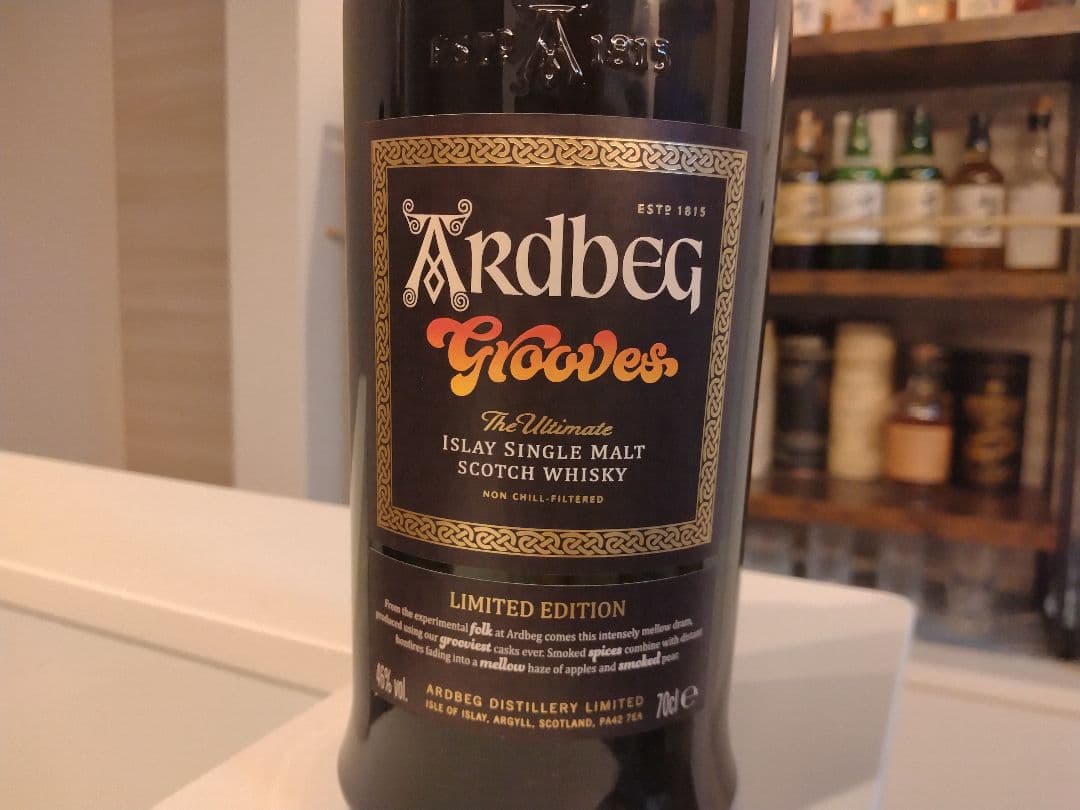 ESTD A 1815
ESTD 1815
ARdbEG
Grooves
The Ultimate
ISLAY SINGLE MALT
SCOTCH WHISKY
NON CHILL-FILTERED
LIMITED EDITION
From the experimental folk at Ardbeg comes this intensely mellow dram,
produced using our grooviest casks ever. Smoked spices combine with distant
bonfires fading into a mellow haze of apples and smoked pear.
46% vol.
ARDBEG DISTILLERY LIMITED
ISLE OF ISLAY, ARGYLL, SCOTLAND, PA42 7EA
70cl e